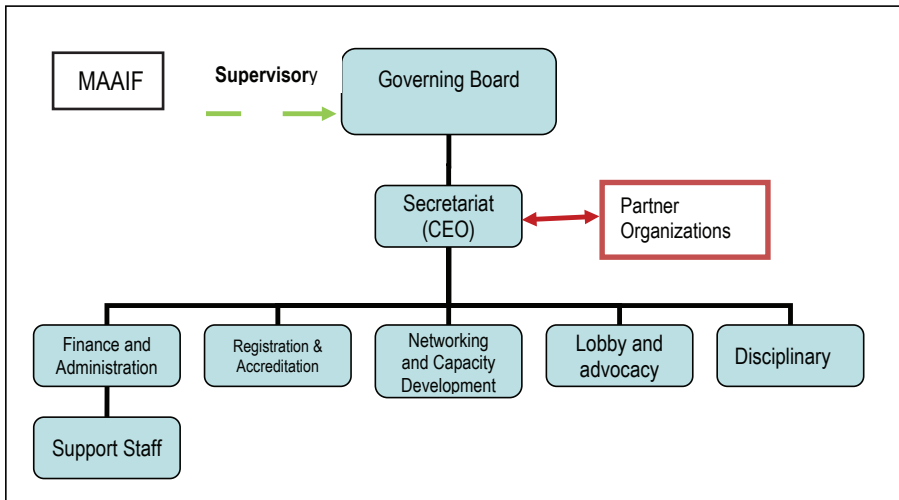 MAAIF
Supervisory
Governing Board
Secretariat
(CEO)
Partner
Organizations
Finance and
Administration
Registration &
Accreditation
Networking
and Capacity
Development
Lobby and
advocacy
Disciplinary
Support Staff